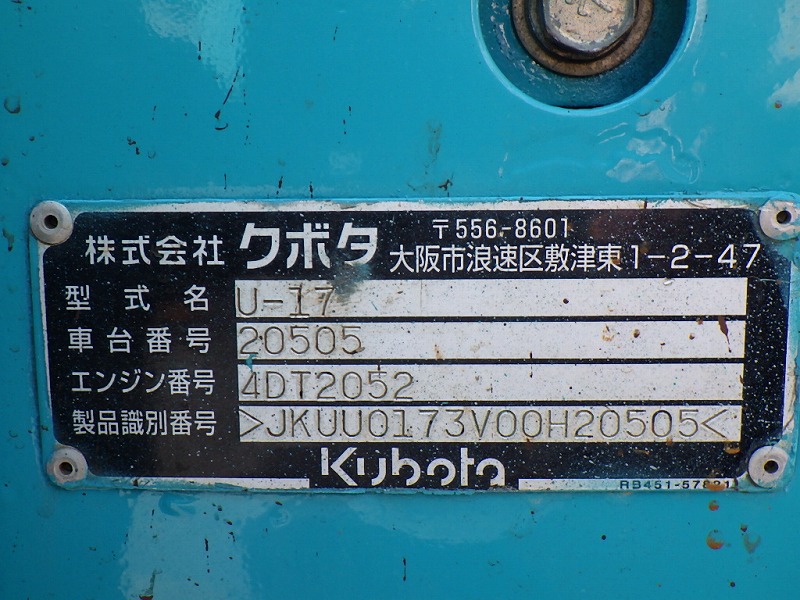 株式会社 クボタ 〒556-8601
大阪市浪速区敷津東1-2-47
型式名 U-17
車台番号 20505
エンジン番号 4DT2052
製品識別番号 >JKUU0173V00H20505<
Kubota